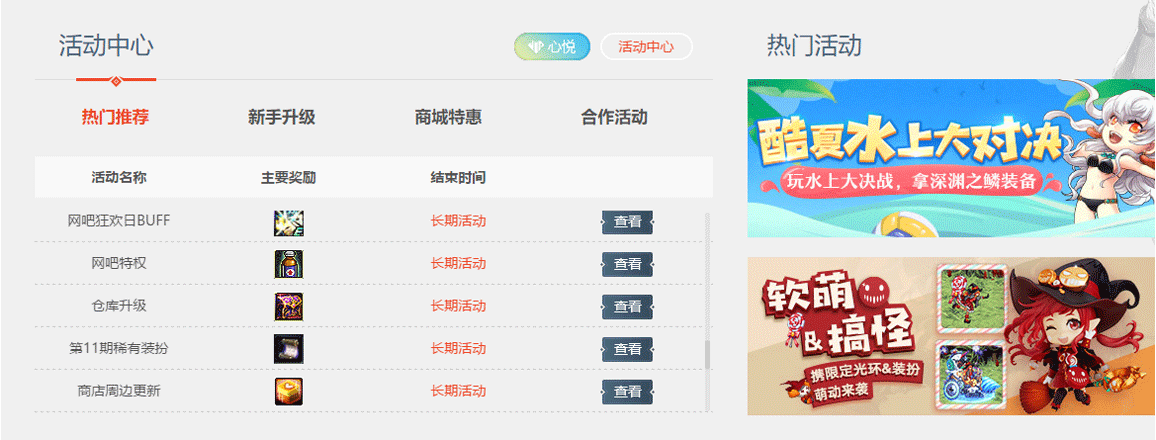 活动中心
心悦 活动中心
热门推荐 新手升级 商城特惠 合作活动
活动名称 主要奖励 结束时间
网吧狂欢日BUFF 长期活动 查看
网吧特权 长期活动 查看
仓库升级 长期活动 查看
第11期稀有装扮 长期活动 查看
商店周边更新 长期活动 查看
热门活动
酷夏水上大对决
玩水上大决战，拿深渊之鳞装备
软萌
&搞怪
携限定光环&装扮
萌动来袭